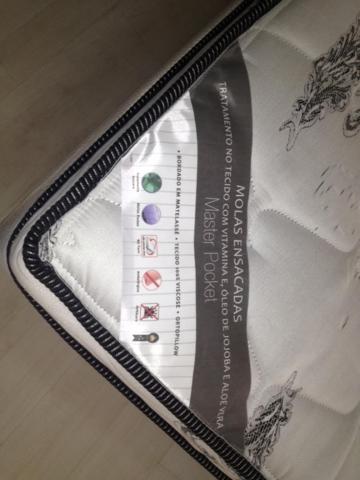 MOLAS ENSACADAS
TRATAMENTO NO TECIDO COM VITAMINA E, ÓLEO DE JOJOBA E ALOE VERA
Master Pocket
• BORDADO EM MATELASSÊ • TECIDO 100% VISCOSE • ORTOPILLOW